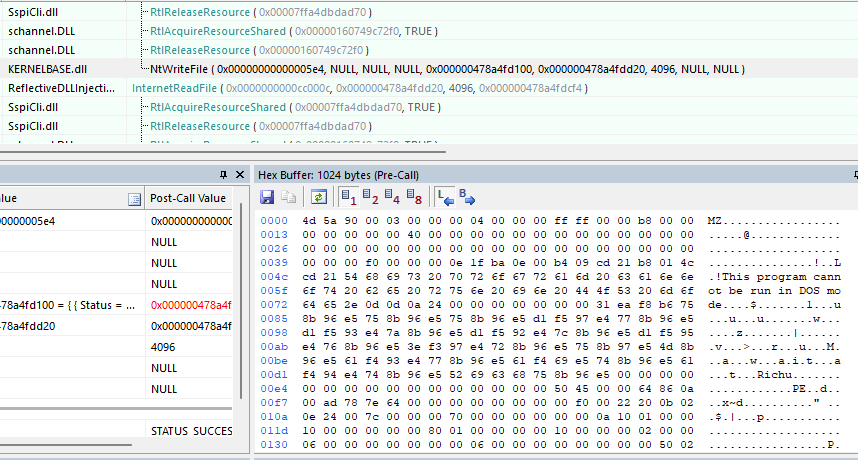 SspiCli.dll RtlReleaseResource ( 0x00007ffa4dbdad70 )
schannel.DLL RtlAcquireResourceShared ( 0x00000160749c72f0, TRUE )
schannel.DLL RtlReleaseResource ( 0x00000160749c72f0 )
KERNELBASE.dll NtWriteFile ( 0x00000000000005e4, NULL, NULL, NULL, 0x000000478a4fd100, 0x000000478a4fdd20, 4096, NULL, NULL )
ReflectiveDLLInjecti... InternetReadFile ( 0x0000000000cc000c, 0x000000478a4fdd20, 4096, 0x000000478a4fdcf4 )
SspiCli.dll RtlAcquireResourceShared ( 0x00007ffa4dbdad70, TRUE )
SspiCli.dll RtlReleaseResource ( 0x00007ffa4dbdad70 )
Hex Buffer: 1024 bytes (Pre-Call)
alue Post-Call Value
1 2 4 8 L B
00000005e4 0x000000000000
NULL
NULL
NULL
478a4fd100 = { { Status = ... 0x000000478a4f
478a4fdd20 0x000000478a4f
4096
NULL
NULL
STATUS_SUCCES
0000 4d 5a 90 00 03 00 00 00 04 00 00 00 ff ff 00 00 b8 00 00 MZ.................
0013 00 00 00 00 00 40 00 00 00 00 00 00 00 00 00 00 00 00 00 .....@.............
0026 00 00 00 00 00 00 00 00 00 00 00 00 00 00 00 00 00 00 00 ...................
0039 00 00 00 f0 00 00 00 0e 1f ba 0e 00 b4 09 cd 21 b8 01 4c ...............!..L
004c cd 21 54 68 69 73 20 70 72 6f 67 72 61 6d 20 63 61 6e 6e .!This program cann
005f 6f 74 20 62 65 20 72 75 6e 20 69 6e 20 44 4f 53 20 6d 6f ot be run in DOS mo
0072 64 65 2e 0d 0d 0a 24 00 00 00 00 00 00 00 31 ea f8 b6 75 de....$.......1...u
0085 8b 96 e5 75 8b 96 e5 75 8b 96 e5 d1 f5 97 e4 77 8b 96 e5 ...u...u.......w...
0098 d1 f5 93 e4 7a 8b 96 e5 d1 f5 92 e4 7c 8b 96 e5 d1 f5 95 ....z.......|......
00ab e4 76 8b 96 e5 3e f3 97 e4 72 8b 96 e5 75 8b 97 e5 4d 8b .v...>...r...u...M.
00be 96 e5 61 f4 93 e4 77 8b 96 e5 61 f4 69 e5 74 8b 96 e5 61 ..a...w...a.i.t...a
00d1 f4 94 e4 74 8b 96 e5 52 69 63 68 75 8b 96 e5 00 00 00 00 ...t...Richu.......
00e4 00 00 00 00 00 00 00 00 00 00 00 00 50 45 00 00 64 86 0a ............PE..d..
00f7 00 ad 78 7e 64 00 00 00 00 00 00 00 00 f0 00 22 20 0b 02 ..x~d.........." ..
010a 0e 24 00 7c 00 00 00 70 00 00 00 00 00 00 0a 10 01 00 00 .$.|...p...........
011d 10 00 00 00 00 00 80 01 00 00 00 00 10 00 00 00 02 00 00 ...................
0130 06 00 00 00 00 00 00 00 06 00 00 00 00 00 00 00 00 50 02 .................P.